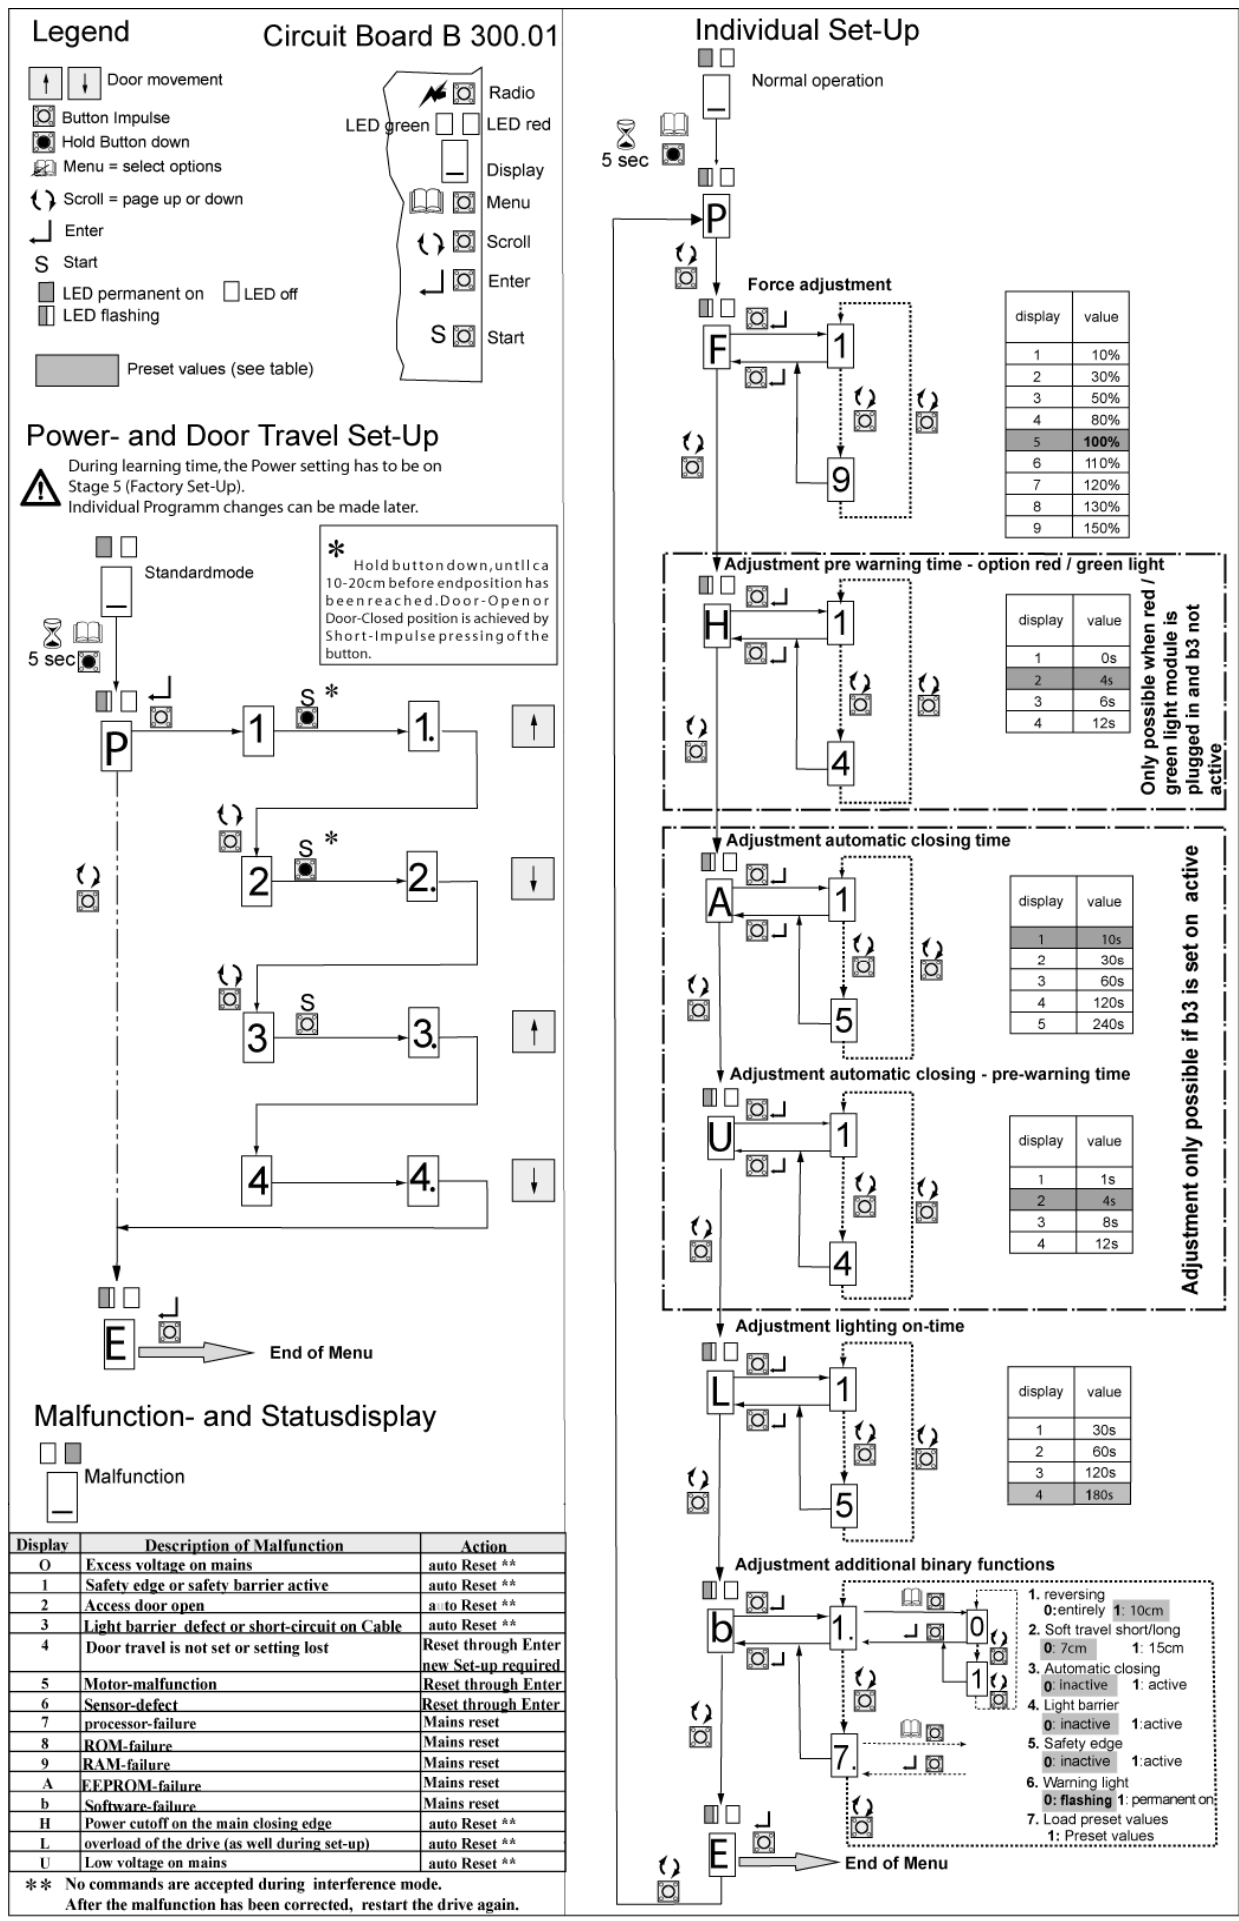 Legend
Circuit Board B 300.01
Door movement
Button Impulse
Hold Button down
Menu = select options
Scroll = page up or down
Enter
S Start
LED permanent on LED off
LED flashing
Preset values (see table)
Radio
LED green LED red
Display
Menu
Scroll
Enter
S Start
Power- and Door Travel Set-Up
During learning time, the Power setting has to be on
Stage 5 (Factory Set-Up).
Individual Programm changes can be made later.
Standardmode
*
Hold button down, untll ca
10-20cm before endposition has
been reached. Door-Open or
Door-Closed position is achieved by
Short-Impulse pressing of the
button.
5 sec
P
1
S *
1.
2
S *
2.
3
S
3.
4
4.
E
End of Menu
Malfunction- and Statusdisplay
Malfunction
Display Description of Malfunction Action
O Excess voltage on mains auto Reset **
1 Safety edge or safety barrier active auto Reset **
2 Access door open auto Reset **
3 Light barrier defect or short-circuit on Cable auto Reset **
4 Door travel is not set or setting lost Reset through Enter
new Set-up required
5 Motor-malfunction Reset through Enter
6 Sensor-defect Reset through Enter
7 processor-failure Mains reset
8 ROM-failure Mains reset
9 RAM-failure Mains reset
A EEPROM-failure Mains reset
b Software-failure Mains reset
H Power cutoff on the main closing edge auto Reset **
L overload of the drive (as well during set-up) auto Reset **
U Low voltage on mains auto Reset **
** No commands are accepted during interference mode.
After the malfunction has been corrected, restart the drive again.
Individual Set-Up
Normal operation
5 sec
P
Force adjustment
F
1
9
display value
1 10%
2 30%
3 50%
4 80%
5 100%
6 110%
7 120%
8 130%
9 150%
Adjustment pre warning time - option red / green light
H
1
4
display value
1 0s
2 4s
3 6s
4 12s
Only possible when red /
green light module is
plugged in and b3 not
active
Adjustment automatic closing time
A
1
5
display value
1 10s
2 30s
3 60s
4 120s
5 240s
Adjustment automatic closing - pre-warning time
U
1
4
display value
1 1s
2 4s
3 8s
4 12s
Adjustment only possible if b3 is set on active
Adjustment lighting on-time
L
1
5
display value
1 30s
2 60s
3 120s
4 180s
Adjustment additional binary functions
b
1.
0
1
7.
1. reversing
0:entirely 1: 10cm
2. Soft travel short/long
0: 7cm 1: 15cm
3. Automatic closing
0: inactive 1: active
4. Light barrier
0: inactive 1:active
5. Safety edge
0: inactive 1:active
6. Warning light
0: flashing 1: permanent on
7. Load preset values
1: Preset values
E
End of Menu